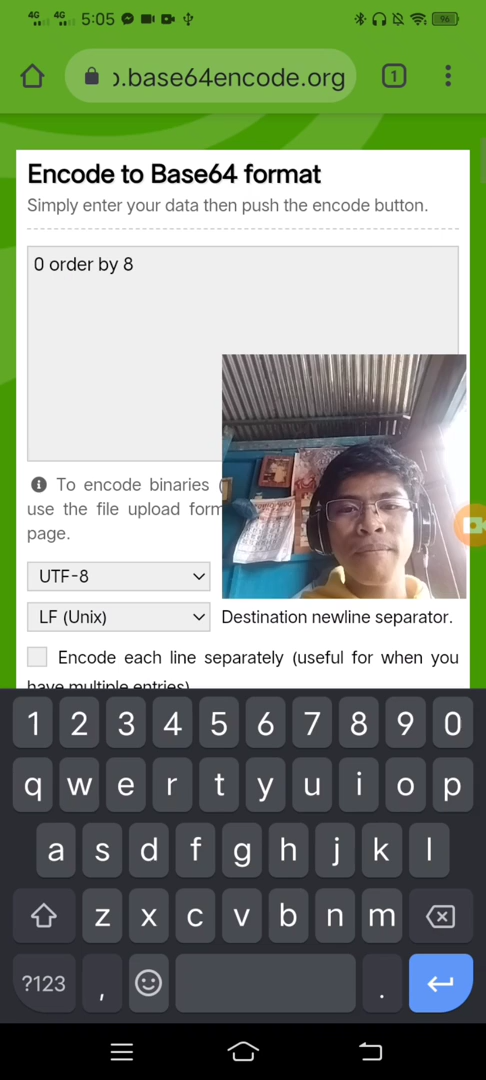 4G 4G 5:05 96
ɔ.base64encode.org 1
Encode to Base64 format
Simply enter your data then push the encode button.
0 order by 8
To encode binaries (
use the file upload form
page.
UTF-8
LF (Unix) Destination newline separator.
Encode each line separately (useful for when you
have multiple entries)
1 2 3 4 5 6 7 8 9 0
q w e r t y u i o p
a s d f g h j k l
z x c v b n m
?123 , .